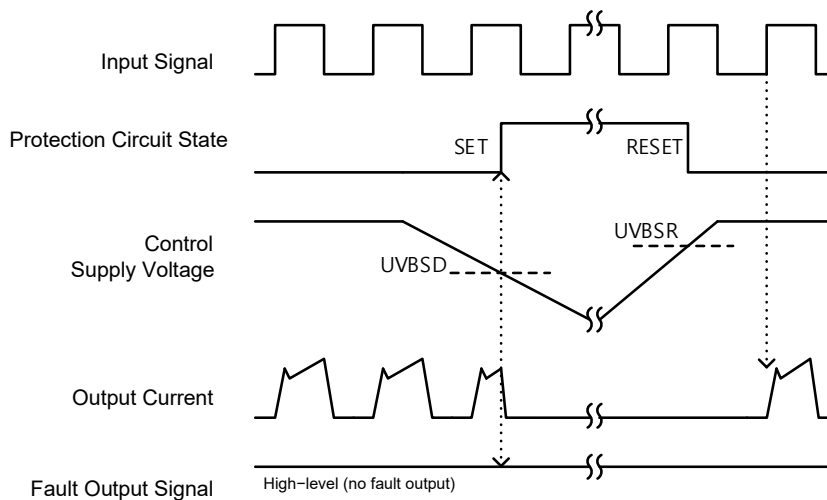 Input Signal
Protection Circuit State
SET
RESET
Control
Supply Voltage
UVBSD
UVBSR
Output Current
Fault Output Signal
High−level (no fault output)